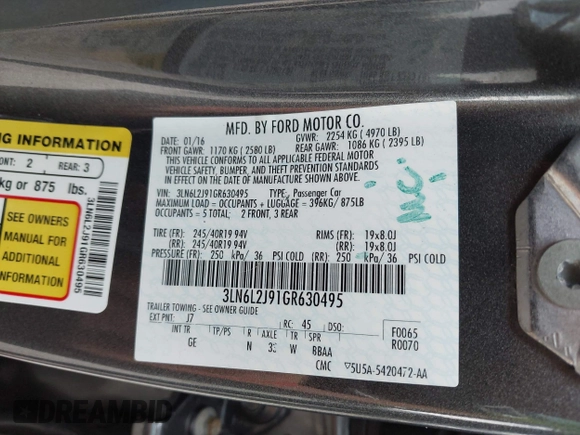 NG INFORMATION
ONT: 2 REAR: 3
kg or 875 lbs.
SEE OWNERS
MANUAL FOR
ADDITIONAL
INFORMATION
3LN6L2J91GR630495
MFD. BY FORD MOTOR CO.
DATE: 01/16 GVWR: 2254 KG ( 4970 LB)
FRONT GAWR: 1170 KG ( 2580 LB) REAR GAWR: 1086 KG ( 2395 LB)
THIS VEHICLE CONFORMS TO ALL APPLICABLE FEDERAL MOTOR
VEHICLE SAFETY, BUMPER, AND THEFT PREVENTION STANDARDS
IN EFFECT ON THE DATE OF MANUFACTURE SHOWN ABOVE.
VIN: 3LN6L2J91GR630495 TYPE: Passenger Car
MAXIMUM LOAD = OCCUPANTS + LUGGAGE = 396KG/875LB
OCCUPANTS = 5 TOTAL: 2 FRONT, 3 REAR
TIRE (FR): 245/40R19 94V RIMS (FR): 19x8.0J
(RR): 245/40R19 94V (RR): 19x8.0J
PRESSURE (FR) 250 kPa/ 36 PSI COLD (RR) 250 kPa/ 36 PSI COLD
3LN6L2J91GR630495
TRAILER TOWING - SEE OWNER GUIDE
EXT PNT: J7 RC: 45 DSO: F0065
INT TR TP/PS R AXLE TR SPR R0070
GE N 33 W 8BAA
CMC ▽5U5A-5420472-AA
DREAMBID